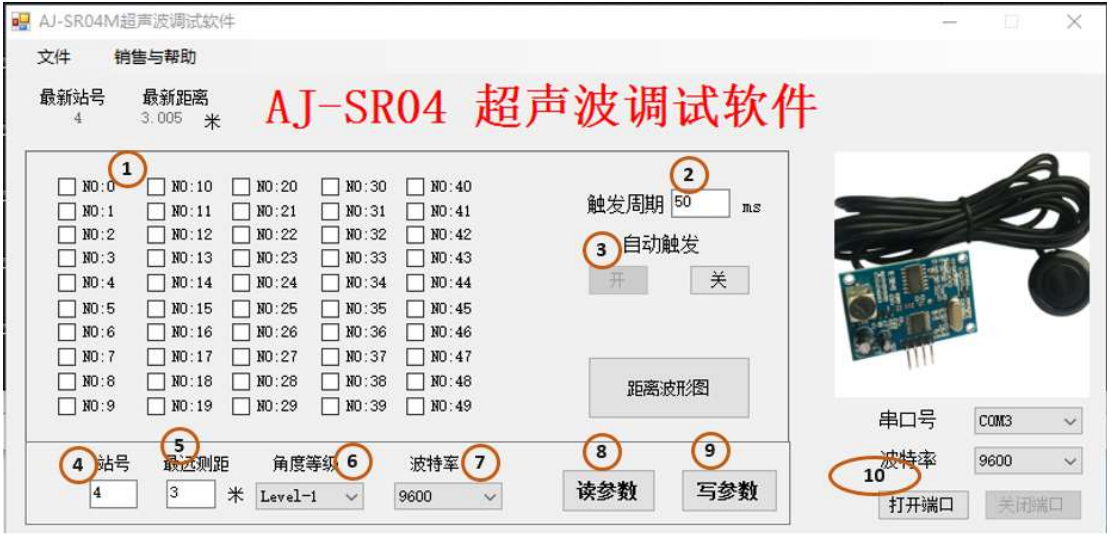 AJ-SR04M超声波调试软件
文件 销售与帮助
最新站号 最新距离
4 3.005 米
AJ-SR04 超声波调试软件
1
NO:0 NO:10 NO:20 NO:30 NO:40
NO:1 NO:11 NO:21 NO:31 NO:41
NO:2 NO:12 NO:22 NO:32 NO:42
NO:3 NO:13 NO:23 NO:33 NO:43
NO:4 NO:14 NO:24 NO:34 NO:44
NO:5 NO:15 NO:25 NO:35 NO:45
NO:6 NO:16 NO:26 NO:36 NO:46
NO:7 NO:17 NO:27 NO:37 NO:47
NO:8 NO:18 NO:28 NO:38 NO:48
NO:9 NO:19 NO:29 NO:39 NO:49
2
触发周期 50 ms
3 自动触发
开 关
距离波形图
4 站号 5 最远测距 角度等级 6 波特率 7
4 3 米 Level-1 9600
8 9
读参数 写参数
串口号 COM3
波特率 9600
10
打开端口 关闭端口